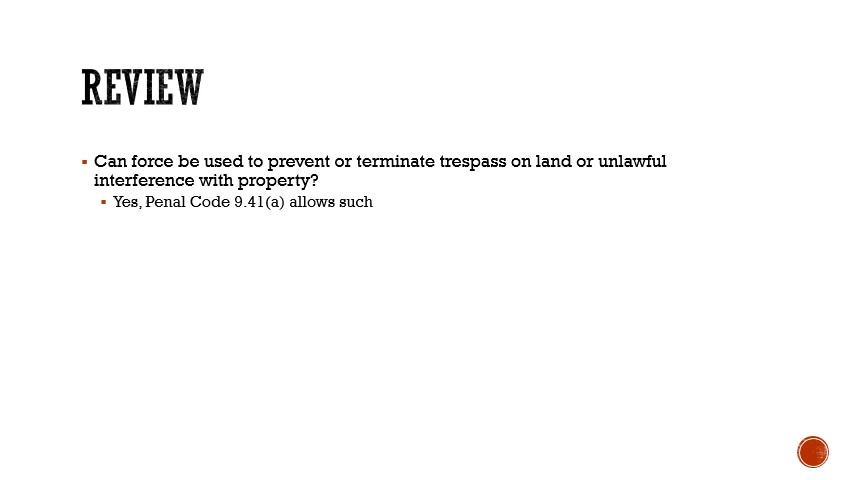 REVIEW
Can force be used to prevent or terminate trespass on land or unlawful
interference with property?
Yes, Penal Code 9.41(a) allows such